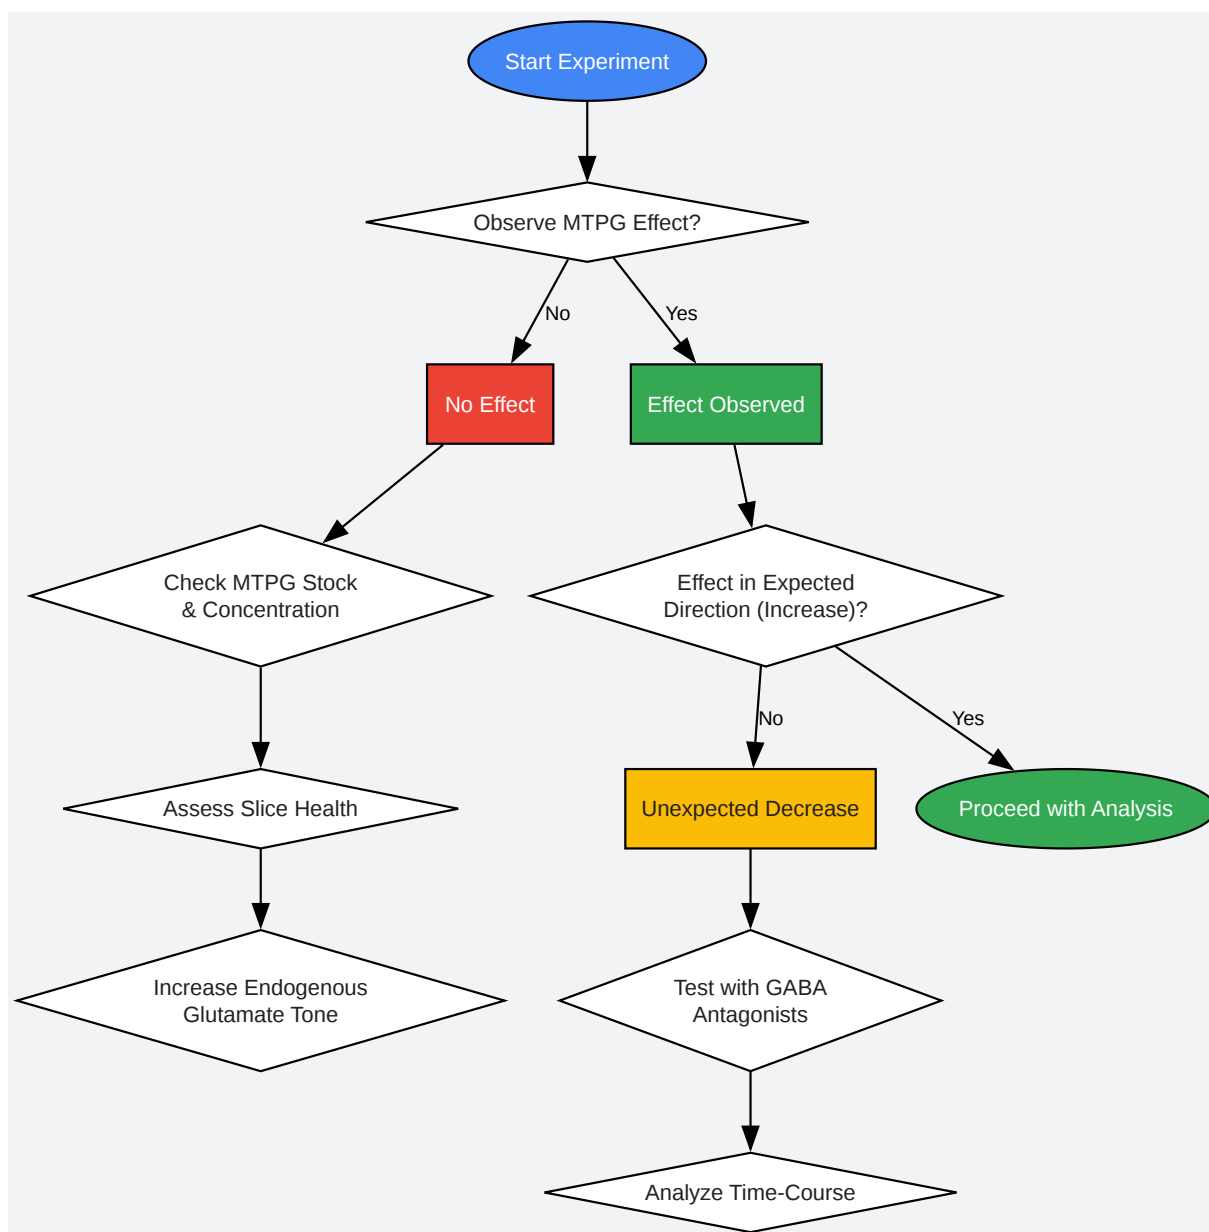 Start Experiment
Observe MTPG Effect?
No
Yes
No Effect
Effect Observed
Check MTPG Stock
& Concentration
Effect in Expected
Direction (Increase)?
No
Yes
Assess Slice Health
Unexpected Decrease
Proceed with Analysis
Increase Endogenous
Glutamate Tone
Test with GABA
Antagonists
Analyze Time-Course